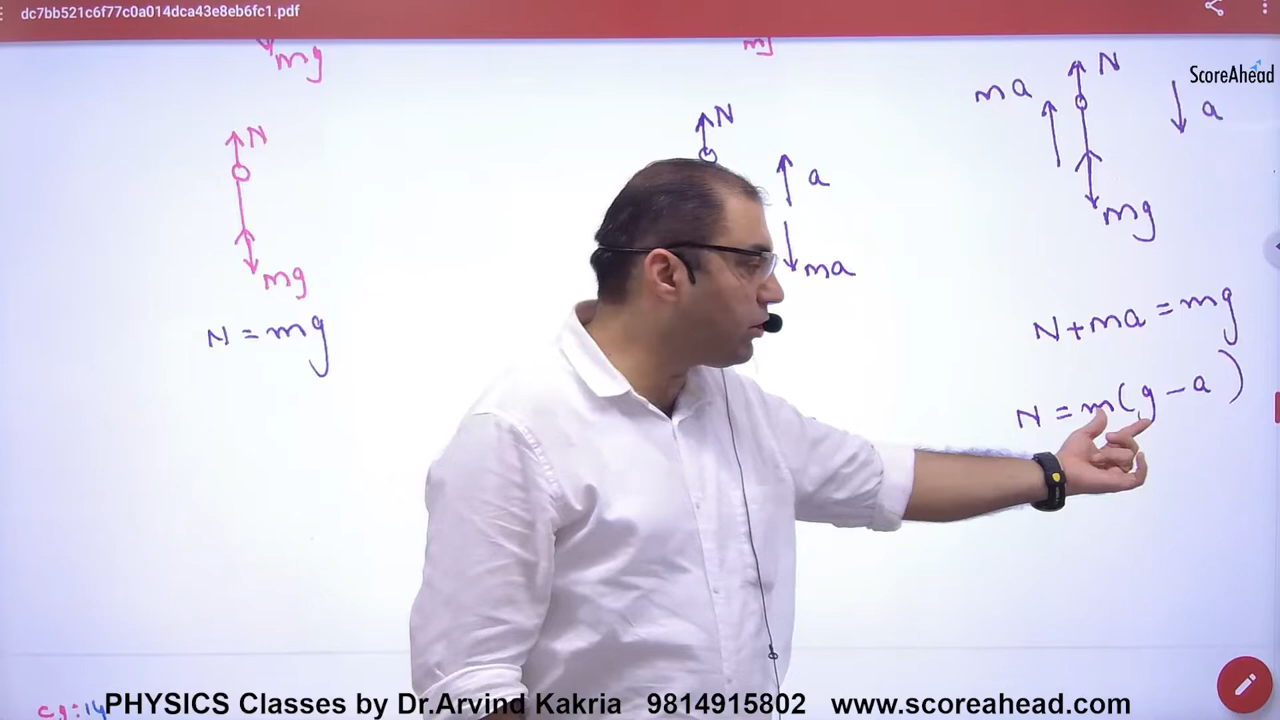 dc7bb521c6f77c0a014dca43e8eb6fc1.pdf
mg
mg
ScoreAhead
N
mg
N = mg
N
a
ma
ma
N
a
mg
N + ma = mg
N = m(g - a)
PHYSICS Classes by Dr.Arvind Kakria 9814915802 www.scoreahead.com